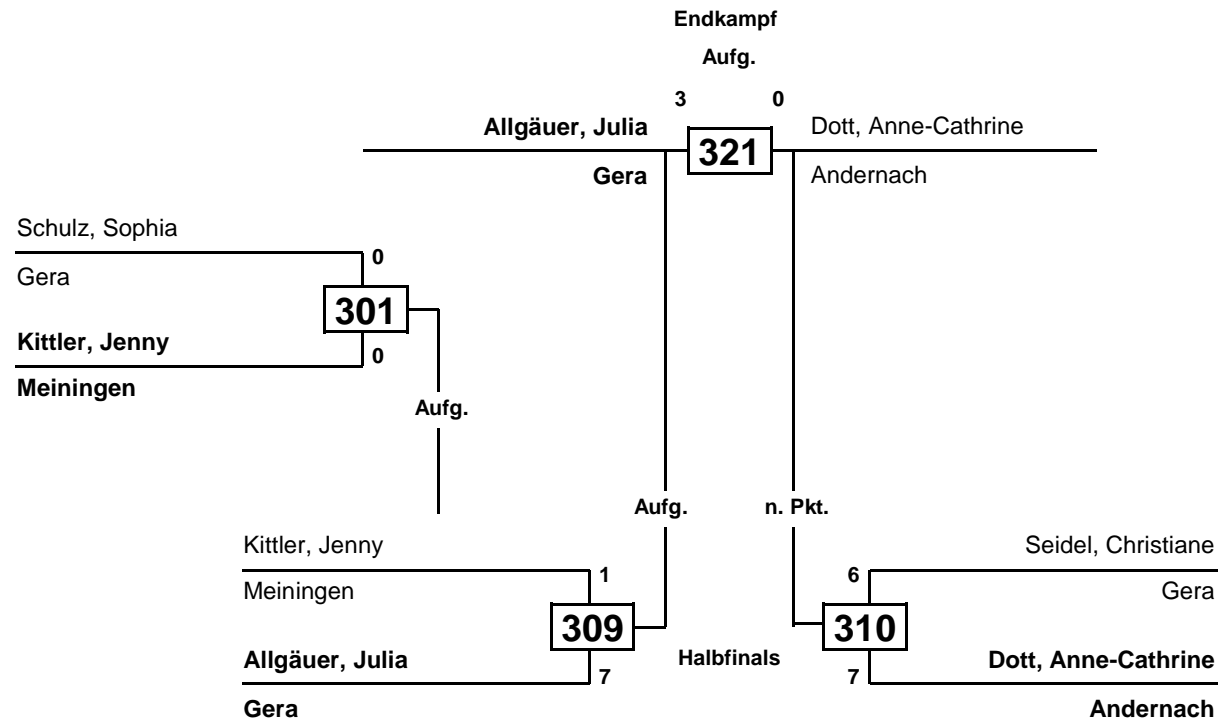 Endkampf
Aufg.
3 0
Allgäuer, Julia 321 Dott, Anne-Cathrine
Gera Andernach
Schulz, Sophia
0
Gera
301
Kittler, Jenny
0
Meiningen
Aufg.
Aufg. n. Pkt.
Kittler, Jenny Seidel, Christiane
1 6
Meiningen Gera
309 310
Allgäuer, Julia Halbfinals Dott, Anne-Cathrine
7 7
Gera Andernach